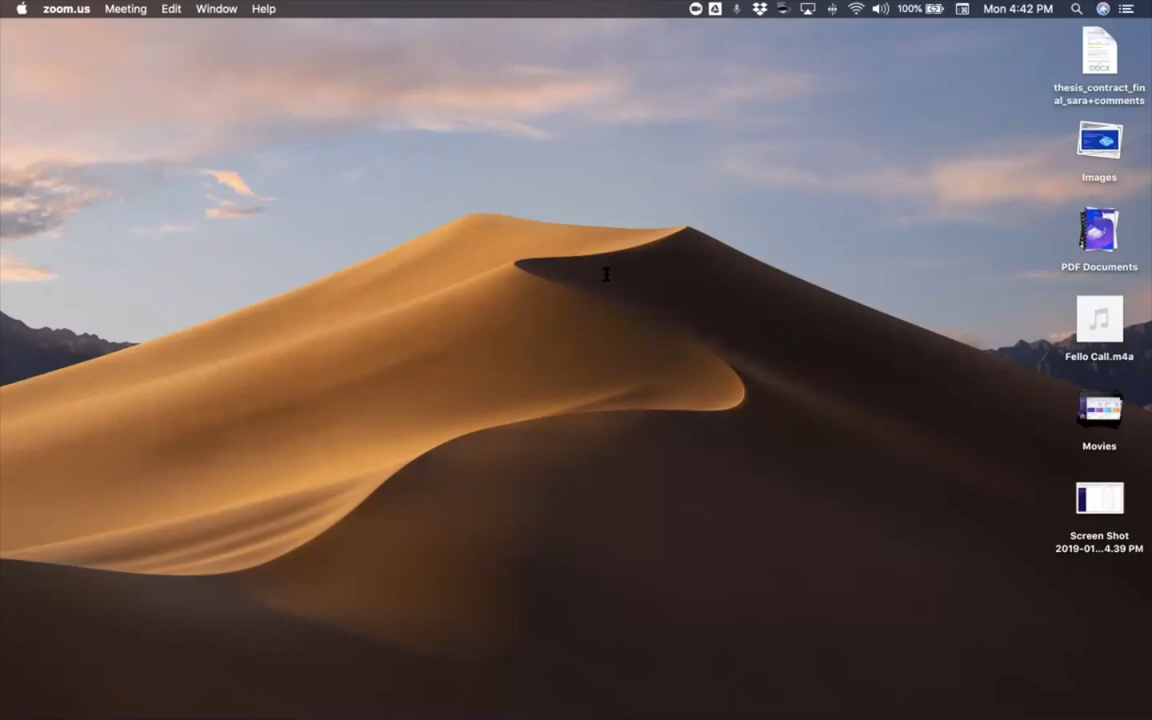 zoom.us Meeting Edit Window Help 100% Mon 4:42 PM
DOCX
thesis_contract_fin
al_sara+comments
Images
PDF Documents
Fello Call.m4a
Movies
Screen Shot
2019-01...4.39 PM